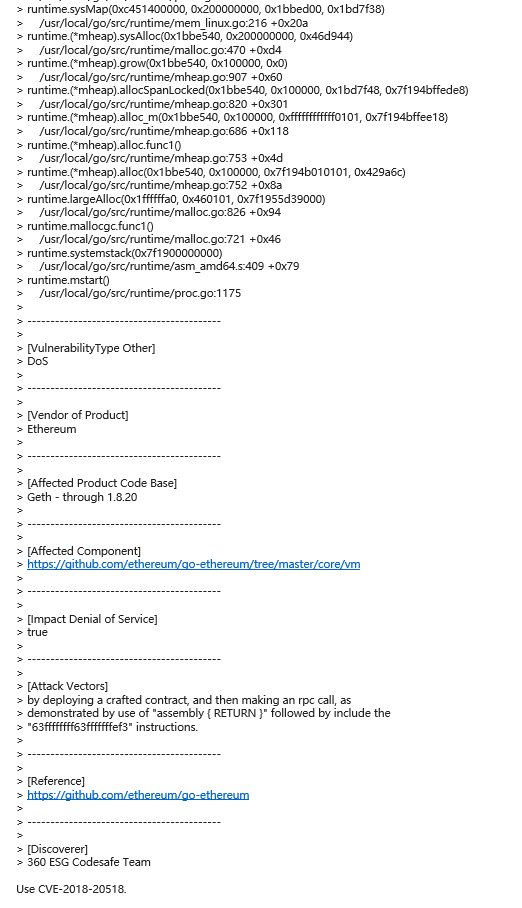 > runtime.sysMap(0xc451400000, 0x200000000, 0x1bbed00, 0x1bd7f38)
>     /usr/local/go/src/runtime/mem_linux.go:216 +0x20a
> runtime.(*mheap).sysAlloc(0x1bbe540, 0x200000000, 0x46d944)
>     /usr/local/go/src/runtime/malloc.go:470 +0xd4
> runtime.(*mheap).grow(0x1bbe540, 0x100000, 0x0)
>     /usr/local/go/src/runtime/mheap.go:907 +0x60
> runtime.(*mheap).allocSpanLocked(0x1bbe540, 0x100000, 0x1bd7f48, 0x7f194bffede8)
>     /usr/local/go/src/runtime/mheap.go:820 +0x301
> runtime.(*mheap).alloc_m(0x1bbe540, 0x100000, 0xffffffffffff0101, 0x7f194bffee18)
>     /usr/local/go/src/runtime/mheap.go:686 +0x118
> runtime.(*mheap).alloc.func1()
>     /usr/local/go/src/runtime/mheap.go:753 +0x4d
> runtime.(*mheap).alloc(0x1bbe540, 0x100000, 0x7f194b010101, 0x429a6c)
>     /usr/local/go/src/runtime/mheap.go:752 +0x8a
> runtime.largeAlloc(0x1ffffffa0, 0x460101, 0x7f1955d39000)
>     /usr/local/go/src/runtime/malloc.go:826 +0x94
> runtime.mallocgc.func1()
>     /usr/local/go/src/runtime/malloc.go:721 +0x46
> runtime.systemstack(0x7f1900000000)
>     /usr/local/go/src/runtime/asm_amd64.s:409 +0x79
> runtime.mstart()
>     /usr/local/go/src/runtime/proc.go:1175
>
> ------------------------------------------
>
> [VulnerabilityType Other]
> DoS
>
> ------------------------------------------
>
> [Vendor of Product]
> Ethereum
>
> ------------------------------------------
>
> [Affected Product Code Base]
> Geth - through 1.8.20
>
> ------------------------------------------
>
> [Affected Component]
> https://github.com/ethereum/go-ethereum/tree/master/core/vm
>
> ------------------------------------------
>
> [Impact Denial of Service]
> true
>
> ------------------------------------------
>
> [Attack Vectors]
> by deploying a crafted contract, and then making an rpc call, as
> demonstrated by use of "assembly { RETURN }" followed by include the
> "63ffffffff63fffffffef3" instructions.
>
> ------------------------------------------
>
> [Reference]
> https://github.com/ethereum/go-ethereum
>
> ------------------------------------------
>
> [Discoverer]
> 360 ESG Codesafe Team

Use CVE-2018-20518.